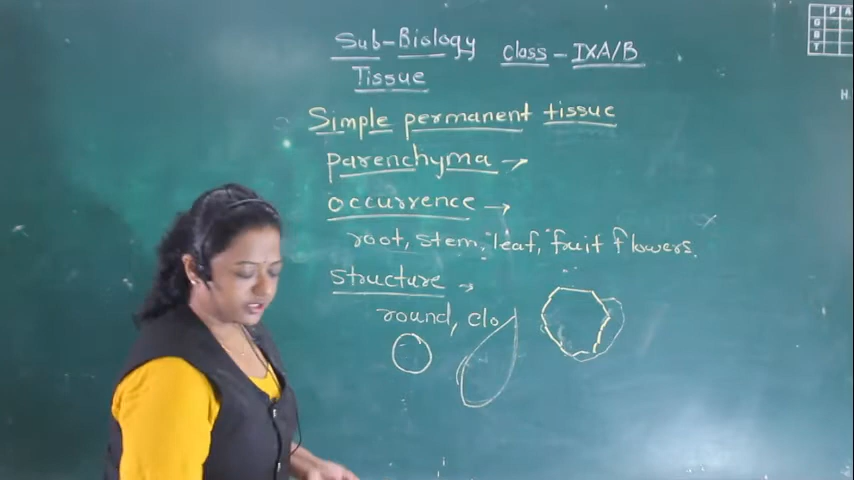 Sub-Biology class - IXA/B
Tissue
Simple permanent tissue
parenchyma →
occurrence →
root, stem, leaf, fruit flowers.
structure →
round, clo
P A
G
B
T
H